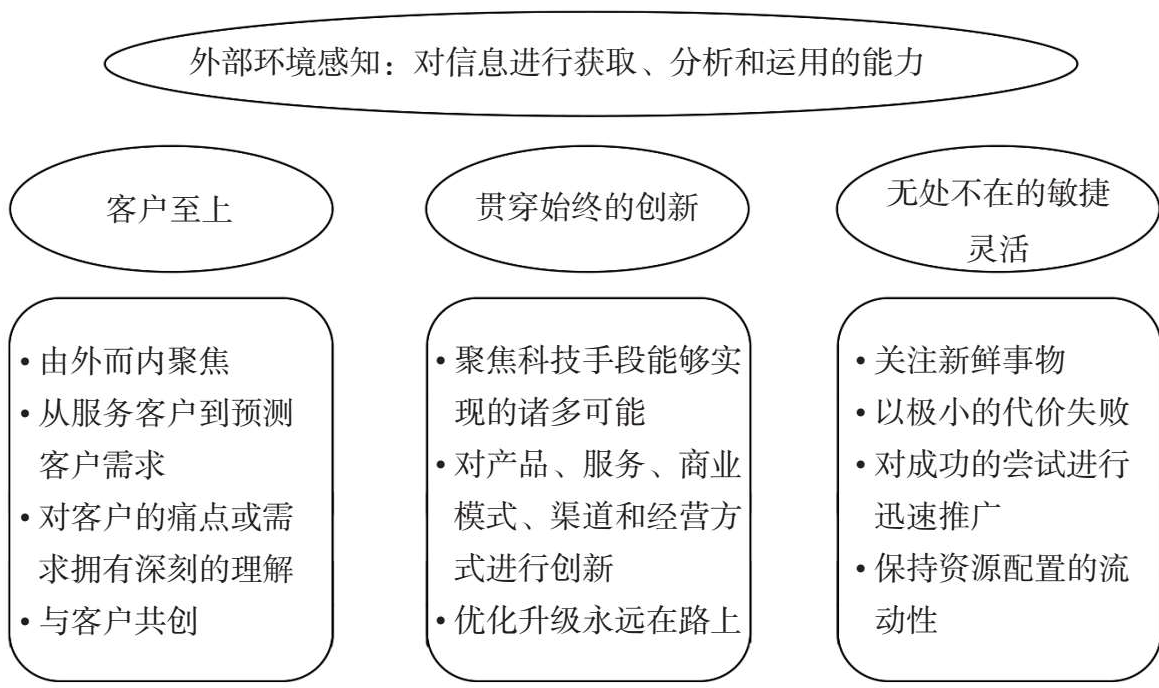 外部环境感知：对信息进行获取、分析和运用的能力
客户至上
贯穿始终的创新
无处不在的敏捷
灵活
• 由外而内聚焦
• 从服务客户到预测
客户需求
• 对客户的痛点或需
求拥有深刻的理解
• 与客户共创
• 聚焦科技手段能够实
现的诸多可能
• 对产品、服务、商业
模式、渠道和经营方
式进行创新
• 优化升级永远在路上
• 关注新鲜事物
• 以极小的代价失败
• 对成功的尝试进行
迅速推广
• 保持资源配置的流
动性